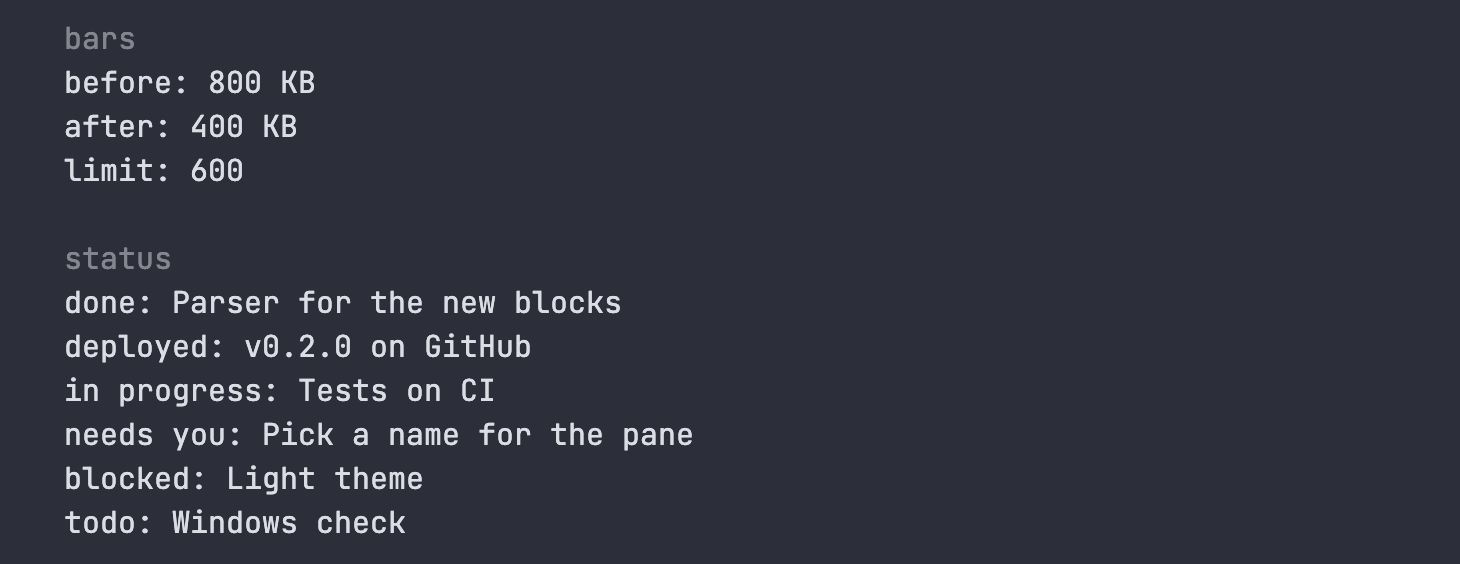 bars
before: 800 KB
after: 400 KB
limit: 600

status
done: Parser for the new blocks
deployed: v0.2.0 on GitHub
in progress: Tests on CI
needs you: Pick a name for the pane
blocked: Light theme
todo: Windows check